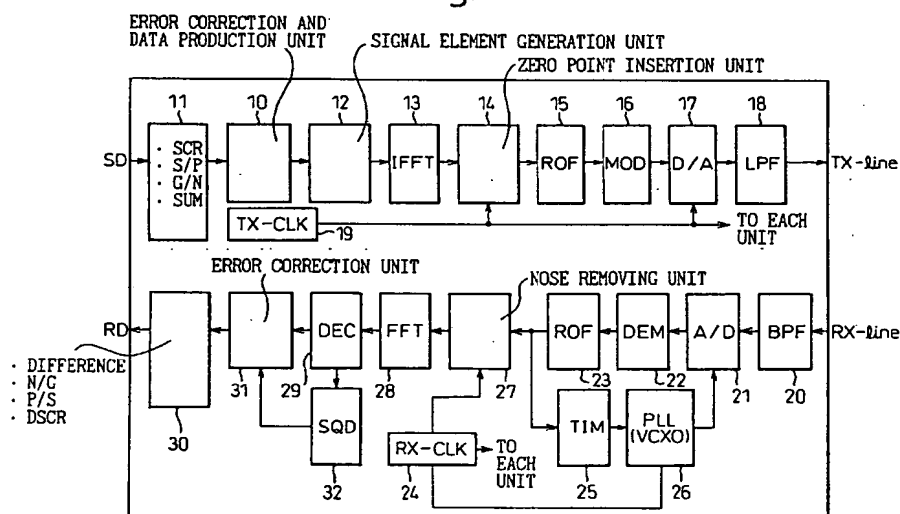 ERROR CORRECTION AND
DATA PRODUCTION UNIT
SIGNAL ELEMENT GENERATION UNIT
ZERO POINT INSERTION UNIT
11 10 12 13 14 15 16 17 18
SD
· SCR
· S/P
· G/N
· SUM
IFFT
ROF
MOD
D/A
LPF
TX-line
TX-CLK
19
TO EACH
UNIT
ERROR CORRECTION UNIT
NOSE REMOVING UNIT
RD
DEC
FFT
ROF
DEM
A/D
BPF
RX-line
· DIFFERENCE
· N/G
· P/S
· DSCR
30
31
29
28
27
23
22
21
20
SQD
32
RX-CLK
24
TO
EACH
UNIT
TIM
25
PLL
(VCXO)
26